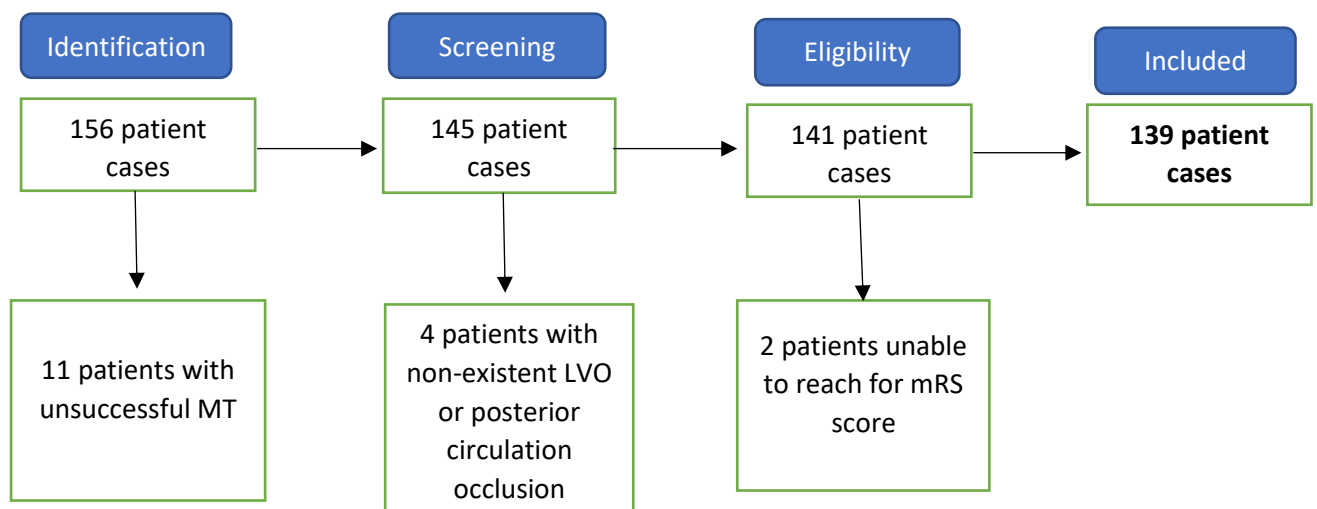 Identification
Screening
Eligibility
Included
156 patient
cases
145 patient
cases
141 patient
cases
139 patient
cases
11 patients with
unsuccessful MT
4 patients with
non-existent LVO
or posterior
circulation
occlusion
2 patients unable
to reach for mRS
score